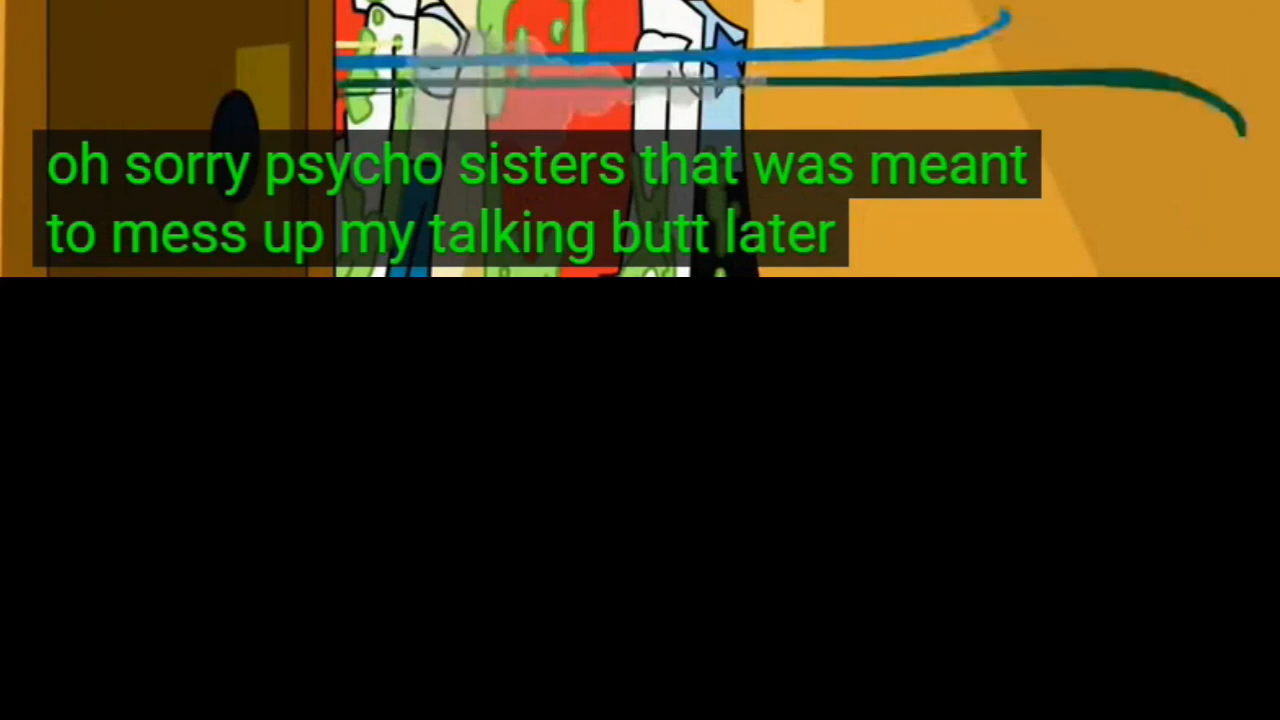 oh sorry psycho sisters that was meant
to mess up my talking butt later